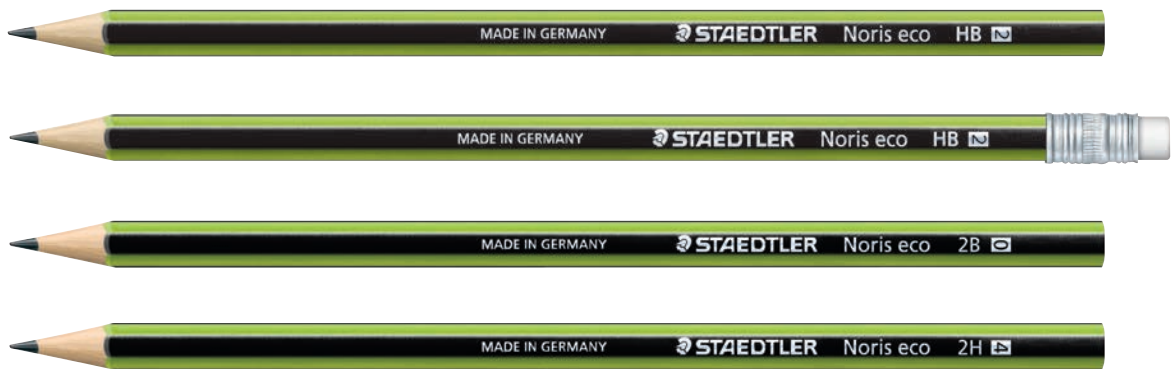 MADE IN GERMANY STAEDTLER Noris eco HB 2
MADE IN GERMANY STAEDTLER Noris eco HB 2
MADE IN GERMANY STAEDTLER Noris eco 2B 0
MADE IN GERMANY STAEDTLER Noris eco 2H 4